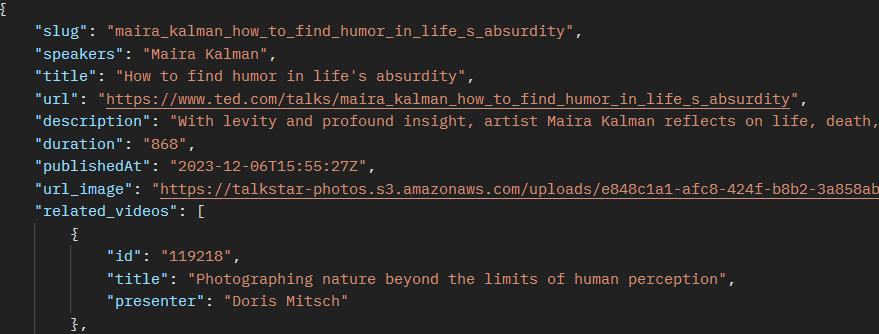 {
"slug": "maira_kalman_how_to_find_humor_in_life_s_absurdity",
"speakers": "Maira Kalman",
"title": "How to find humor in life's absurdity",
"url": "https://www.ted.com/talks/maira_kalman_how_to_find_humor_in_life_s_absurdity",
"description": "With levity and profound insight, artist Maira Kalman reflects on life, death,
"duration": "868",
"publishedAt": "2023-12-06T15:55:27Z",
"url_image": "https://talkstar-photos.s3.amazonaws.com/uploads/e848c1a1-afc8-424f-b8b2-3a858ab
"related_videos": [
{
"id": "119218",
"title": "Photographing nature beyond the limits of human perception",
"presenter": "Doris Mitsch"
},